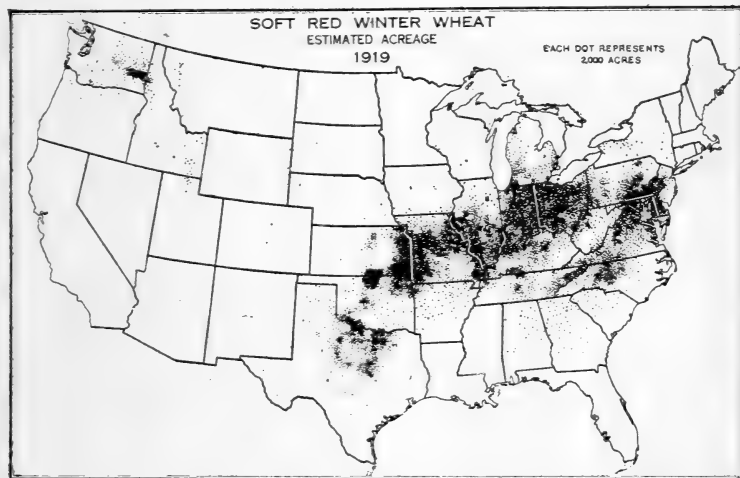 SOFT RED WINTER WHEAT
ESTIMATED ACREAGE
1919
EACH DOT REPRESENTS
2,000 ACRES